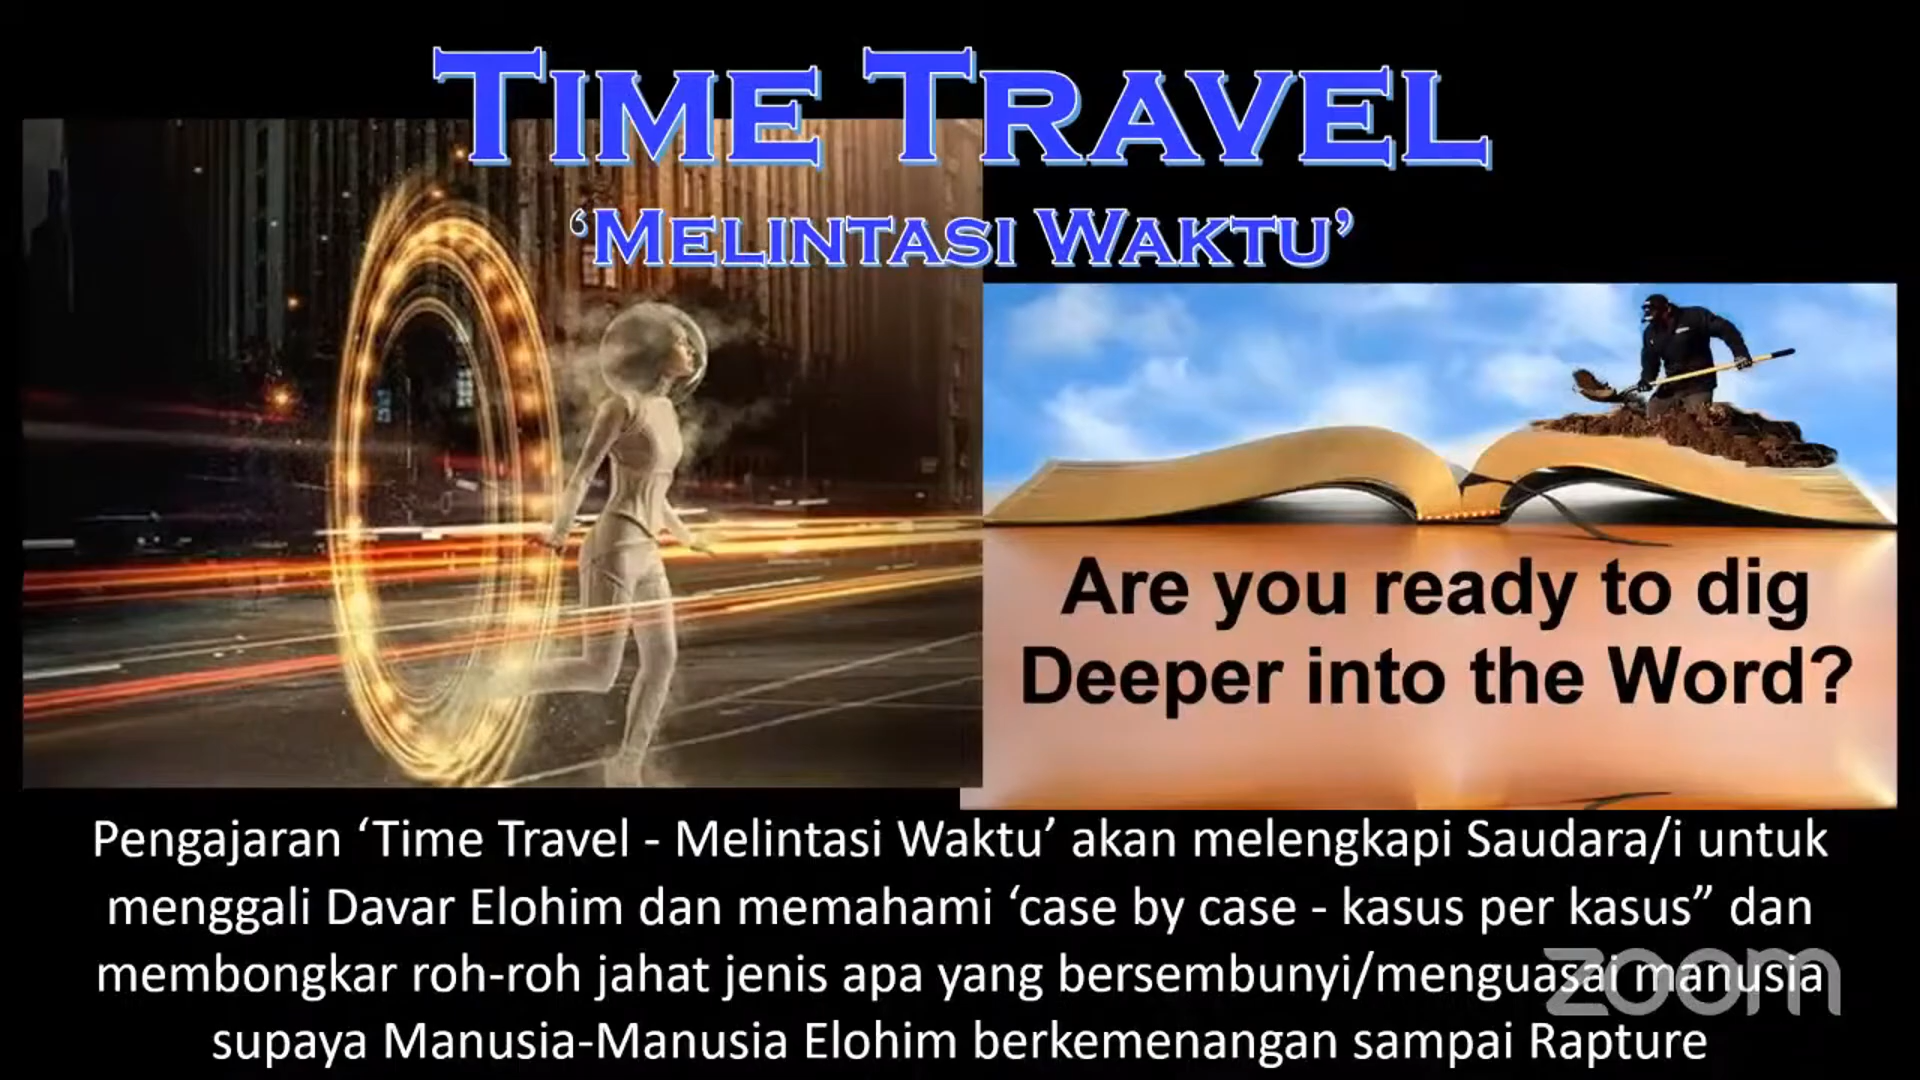 TIME TRAVEL
‘MELINTASI WAKTU’
Are you ready to dig
Deeper into the Word?
Pengajaran ‘Time Travel - Melintasi Waktu’ akan melengkapi Saudara/i untuk
menggali Davar Elohim dan memahami ‘case by case - kasus per kasus” dan
membongkar roh-roh jahat jenis apa yang bersembunyi/menguasai manusia
supaya Manusia-Manusia Elohim berkemenangan sampai Rapture
zoom